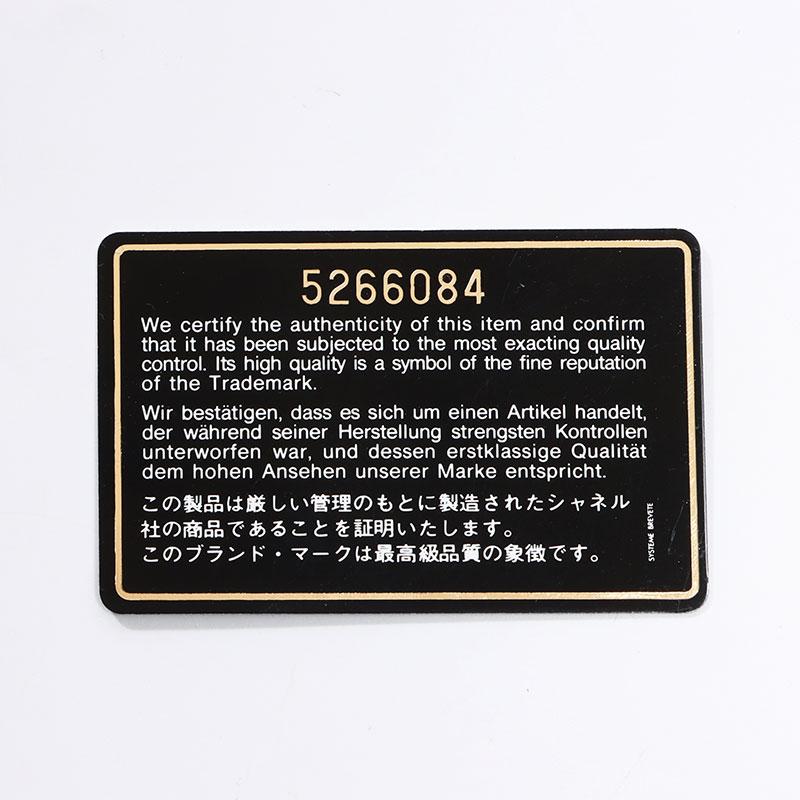 5266084
We certify the authenticity of this item and confirm
that it has been subjected to the most exacting quality
control. Its high quality is a symbol of the fine reputation
of the Trademark.
Wir bestätigen, dass es sich um einen Artikel handelt,
der während seiner Herstellung strengsten Kontrollen
unterworfen war, und dessen erstklassige Qualität
dem hohen Ansehen unserer Marke entspricht.
この製品は厳しい管理のもとに製造されたシャネル
社の商品であることを証明いたします。
このブランド・マークは最高級品質の象徴です。
SYSTEME BREVETE